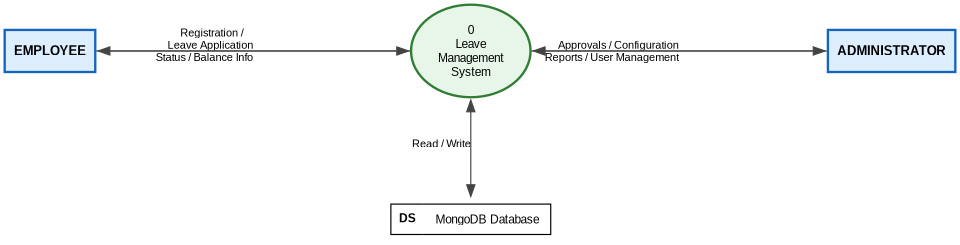 EMPLOYEE
Registration /
Leave Application
Status / Balance Info
0
Leave
Management
System
Approvals / Configuration
Reports / User Management
ADMINISTRATOR
Read / Write
DS MongoDB Database